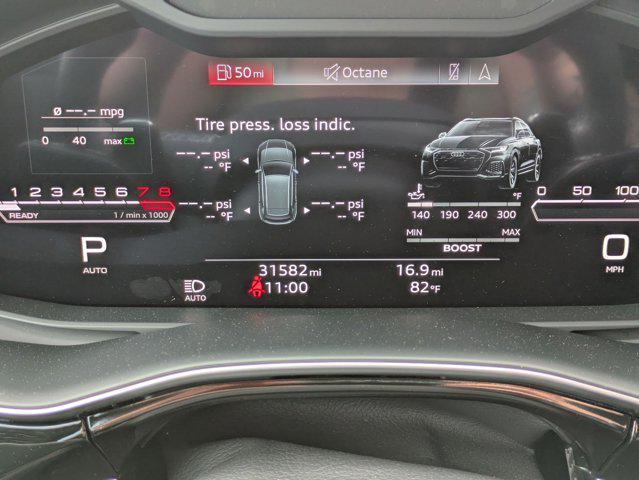 50 mi Octane
Ø --.- mpg
0 40 max
Tire press. loss indic.
--.- psi --.- psi
-- °F -- °F
--.- psi --.- psi
-- °F -- °F
1 2 3 4 5 6 7 8
READY 1 / min x 1000
°F
140 190 240 300
MIN MAX
BOOST
0 50 100
P
AUTO
0
MPH
31582 mi 16.9 mi
AUTO 11:00 82°F